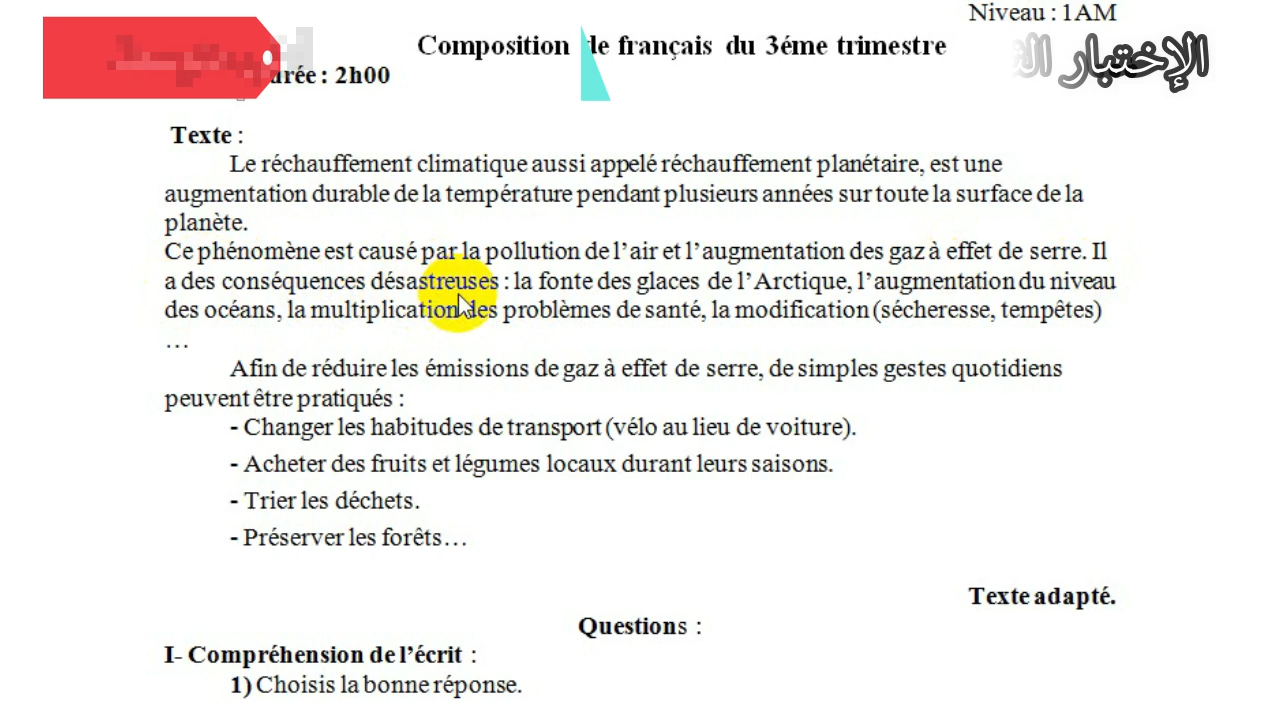 Niveau : 1AM
Composition de français du 3éme trimestre
الإختبار
urée : 2h00
Texte :
Le réchauffement climatique aussi appelé réchauffement planétaire, est une
augmentation durable de la température pendant plusieurs années sur toute la surface de la
planète.
Ce phénomène est causé par la pollution de l’air et l’augmentation des gaz à effet de serre. Il
a des conséquences désastreuses : la fonte des glaces de l’Arctique, l’augmentation du niveau
des océans, la multiplication des problèmes de santé, la modification (sécheresse, tempêtes)
…
Afin de réduire les émissions de gaz à effet de serre, de simples gestes quotidiens
peuvent être pratiqués :
- Changer les habitudes de transport (vélo au lieu de voiture).
- Acheter des fruits et légumes locaux durant leurs saisons.
- Trier les déchets.
- Préserver les forêts…
Texte adapté.
Questions :
I- Compréhension de l’écrit :
1) Choisis la bonne réponse.